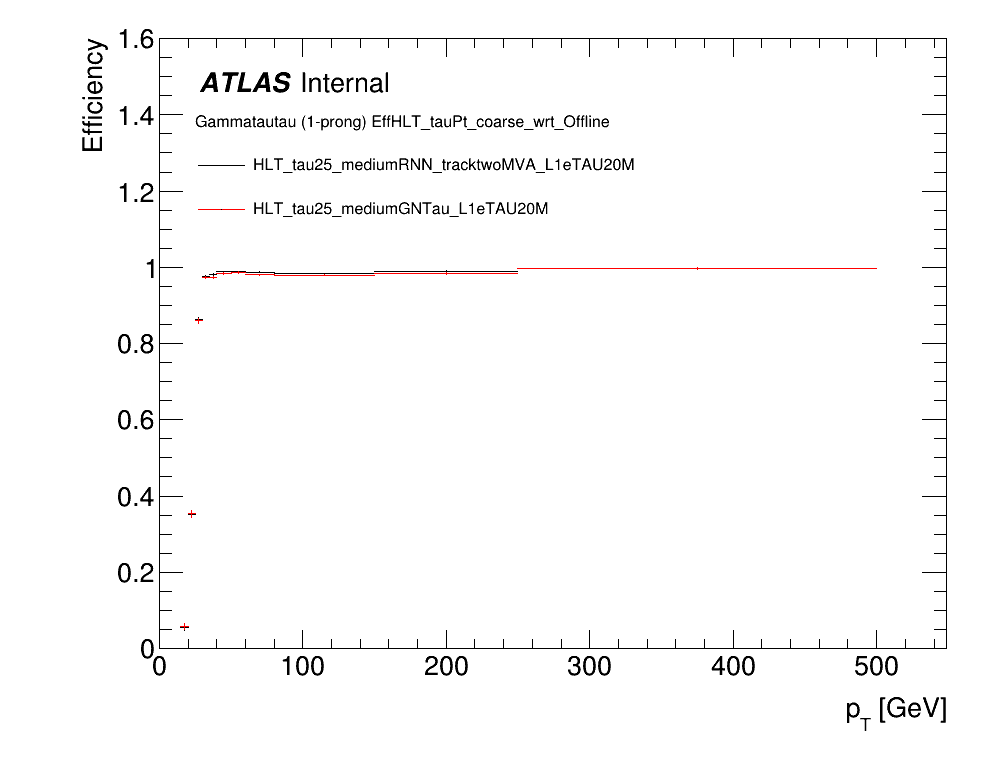 1.6
1.4
1.2
1
0.8
0.6
0.4
0.2
0
Efficiency
ATLAS Internal
Gammatautau (1-prong) EffHLT_tauPt_coarse_wrt_Offline
HLT_tau25_mediumRNN_tracktwoMVA_L1eTAU20M
HLT_tau25_mediumGNTau_L1eTAU20M
0 100 200 300 400 500
pT [GeV]